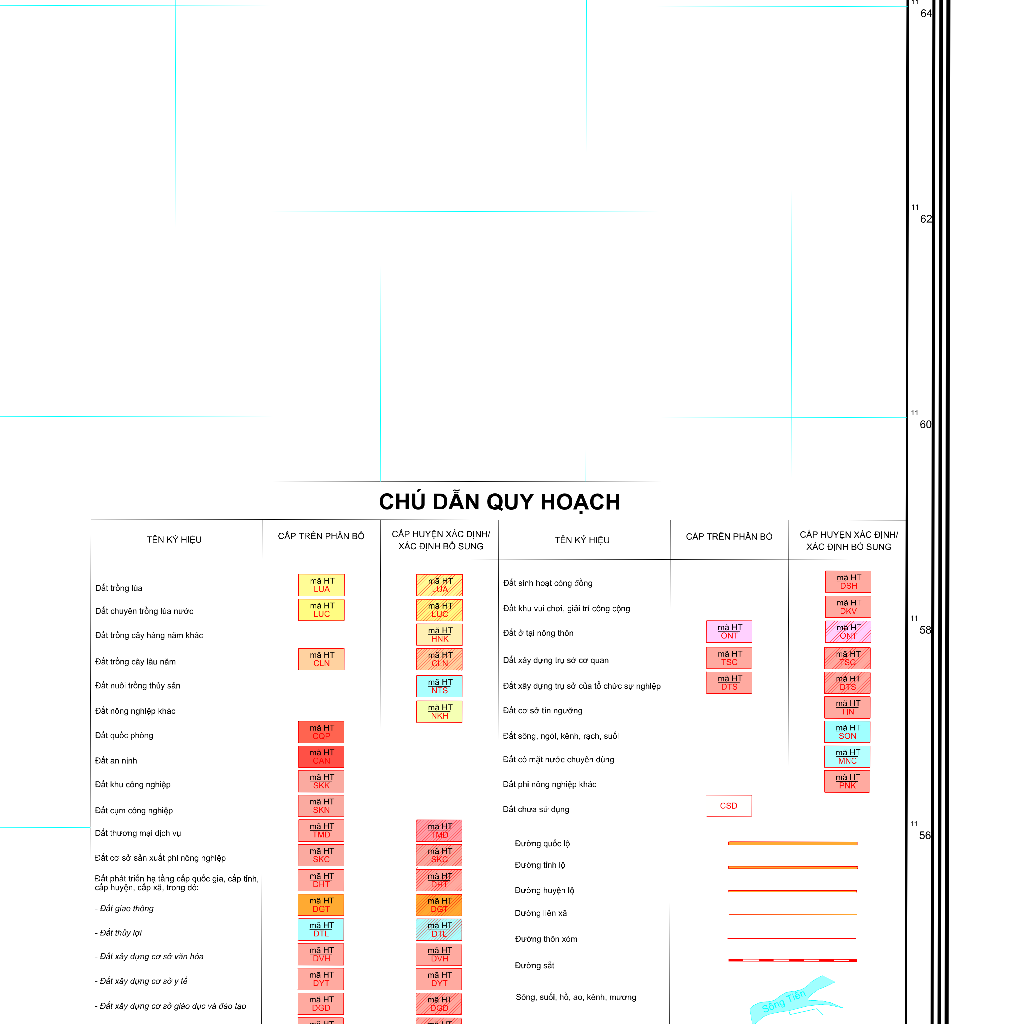 11
64
11
62
11
60
CHÚ DẪN QUY HOẠCH
TÊN KÝ HIỆU
CẤP TRÊN PHÂN BỔ
CẤP HUYỆN XÁC ĐỊNH/
XÁC ĐỊNH BỔ SUNG
TÊN KÝ HIỆU
CẤP TRÊN PHÂN BỔ
CẤP HUYỆN XÁC ĐỊNH/
XÁC ĐỊNH BỔ SUNG
Đất trồng lúa
mã HT
LUA
mã HT
LUA
Đất chuyên trồng lúa nước
mã HT
LUC
mã HT
LUC
Đất trồng cây hàng năm khác
mã HT
HNK
Đất trồng cây lâu năm
mã HT
CLN
mã HT
CLN
Đất nuôi trồng thủy sản
mã HT
NTS
Đất nông nghiệp khác
mã HT
NKH
Đất quốc phòng
mã HT
CQP
Đất an ninh
mã HT
CAN
Đất khu công nghiệp
mã HT
SKK
Đất cụm công nghiệp
mã HT
SKN
Đất thương mại dịch vụ
mã HT
TMD
mã HT
TMD
Đất cơ sở sản xuất phi nông nghiệp
mã HT
SKC
mã HT
SKC
Đất phát triển hạ tầng cấp quốc gia, cấp tỉnh,
cấp huyện, cấp xã, trong đó:
mã HT
DHT
mã HT
DHT
- Đất giao thông
mã HT
DGT
mã HT
DGT
- Đất thủy lợi
mã HT
DTL
mã HT
DTL
- Đất xây dựng cơ sở văn hóa
mã HT
DVH
mã HT
DVH
- Đất xây dựng cơ sở y tế
mã HT
DYT
mã HT
DYT
- Đất xây dựng cơ sở giáo dục và đào tạo
mã HT
DGD
mã HT
DGD
Đất sinh hoạt cộng đồng
mã HT
DSH
Đất khu vui chơi, giải trí công cộng
mã HT
DKV
Đất ở tại nông thôn
mã HT
ONT
mã HT
ONT
11
58
Đất xây dựng trụ sở cơ quan
mã HT
TSC
mã HT
TSC
Đất xây dựng trụ sở của tổ chức sự nghiệp
mã HT
DTS
mã HT
DTS
Đất cơ sở tín ngưỡng
mã HT
TIN
Đất sông, ngòi, kênh, rạch, suối
mã HT
SON
Đất có mặt nước chuyên dùng
mã HT
MNC
Đất phi nông nghiệp khác
mã HT
PNK
Đất chưa sử dụng
CSD
11
56
Đường quốc lộ
Đường tỉnh lộ
Đường huyện lộ
Đường liên xã
Đường thôn xóm
Đường sắt
Sông, suối, hồ, ao, kênh, mương
Sông Tiên